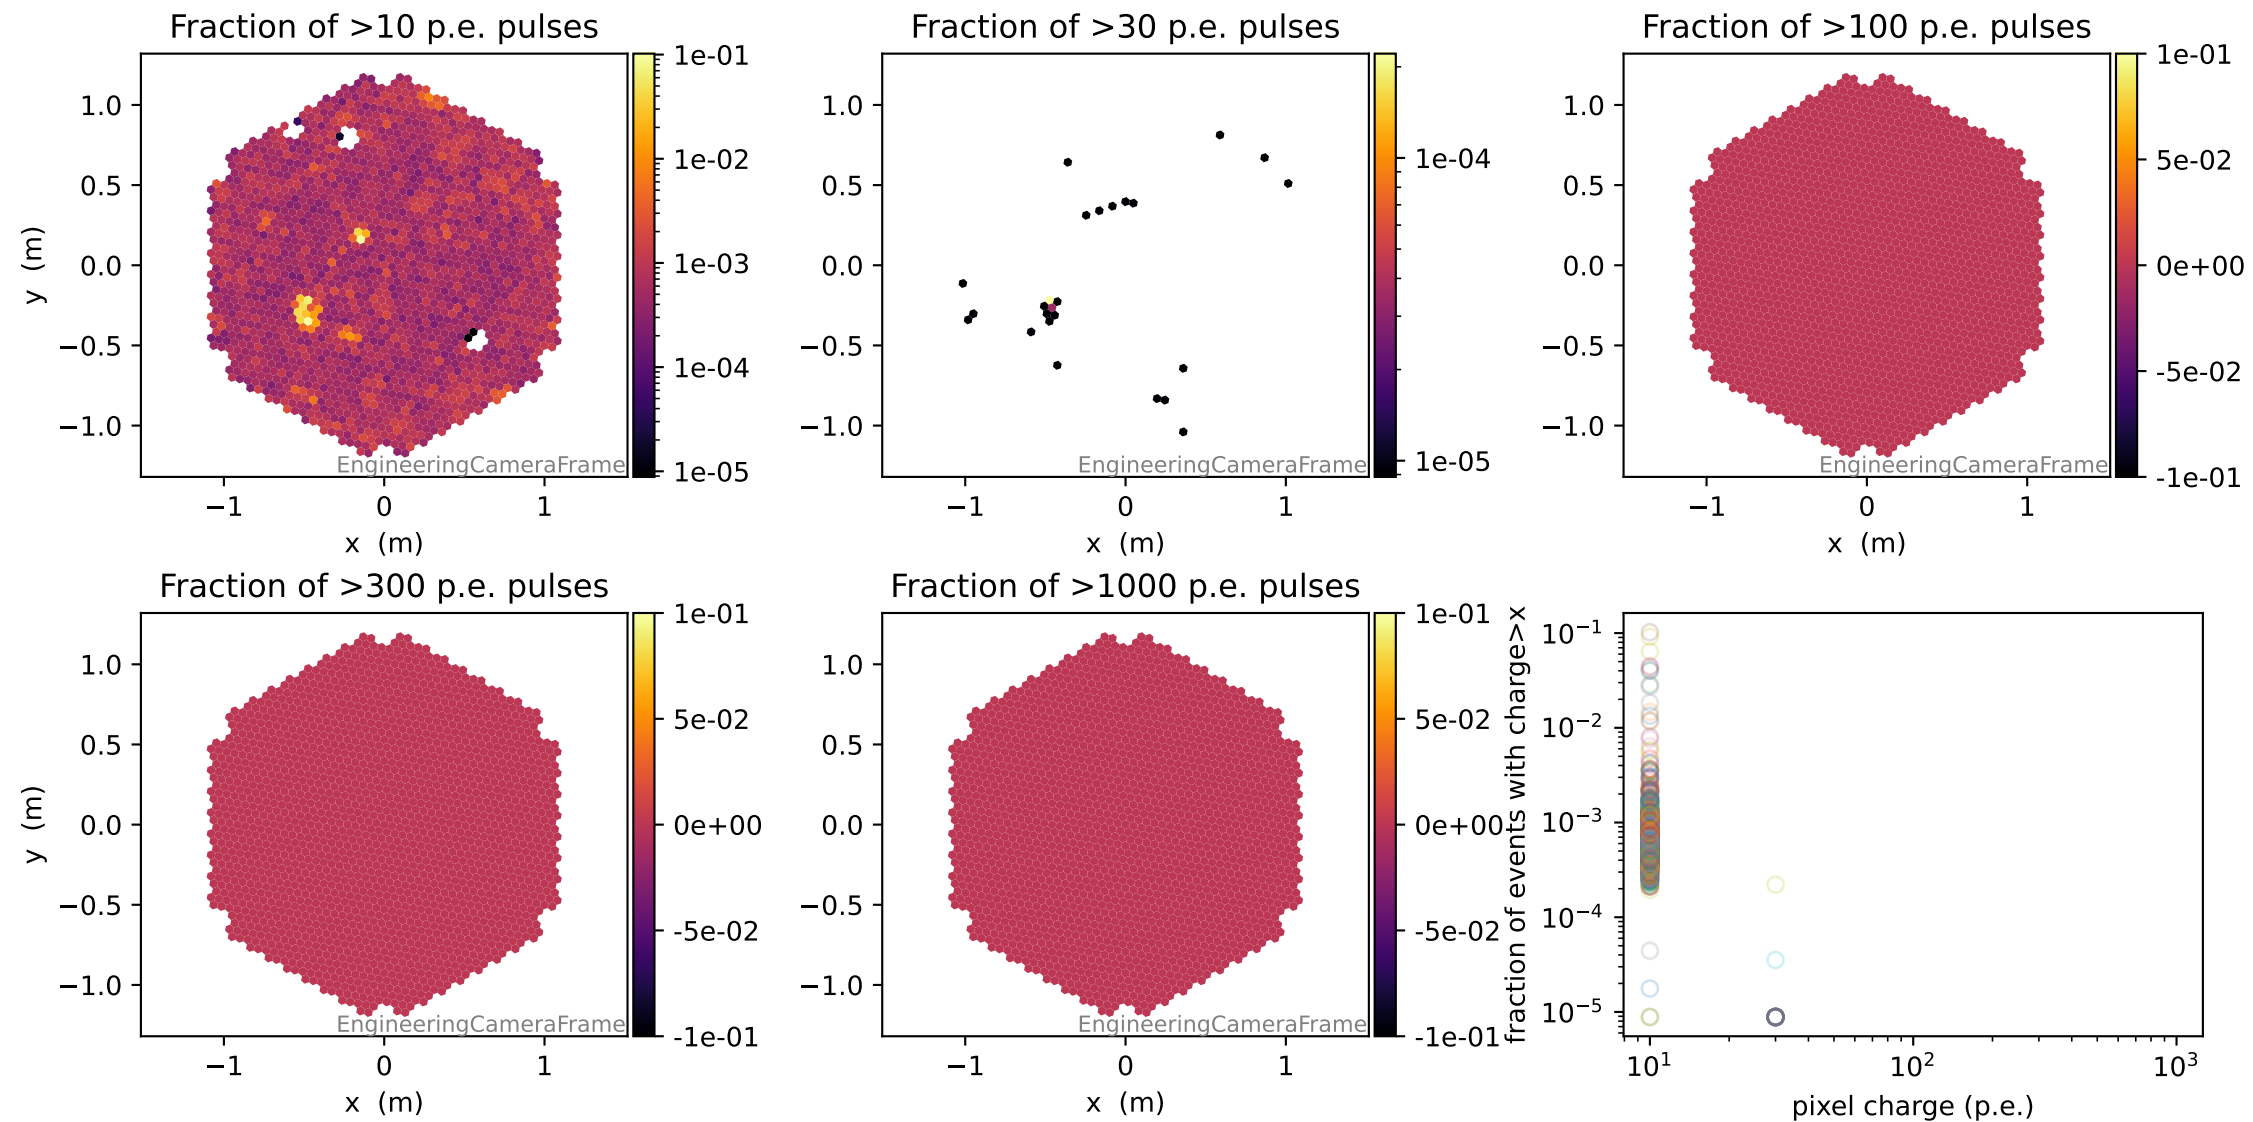 Fraction of >10 p.e. pulses
Fraction of >30 p.e. pulses
Fraction of >100 p.e. pulses
y (m)
1.0
0.5
0.0
−0.5
−1.0
EngineeringCameraFrame
−1 0 1
x (m)
1e-01
1e-02
1e-03
1e-04
1e-05
1.0
0.5
0.0
−0.5
−1.0
EngineeringCameraFrame
−1 0 1
x (m)
1e-04
1e-05
1.0
0.5
0.0
−0.5
−1.0
EngineeringCameraFrame
−1 0 1
x (m)
1e-01
5e-02
0e+00
-5e-02
-1e-01
Fraction of >300 p.e. pulses
Fraction of >1000 p.e. pulses
y (m)
1.0
0.5
0.0
−0.5
−1.0
EngineeringCameraFrame
−1 0 1
x (m)
1e-01
5e-02
0e+00
-5e-02
-1e-01
1.0
0.5
0.0
−0.5
−1.0
EngineeringCameraFrame
−1 0 1
x (m)
1e-01
5e-02
0e+00
-5e-02
-1e-01
fraction of events with charge>x
10⁻¹
10⁻²
10⁻³
10⁻⁴
10⁻⁵
10¹ 10² 10³
pixel charge (p.e.)